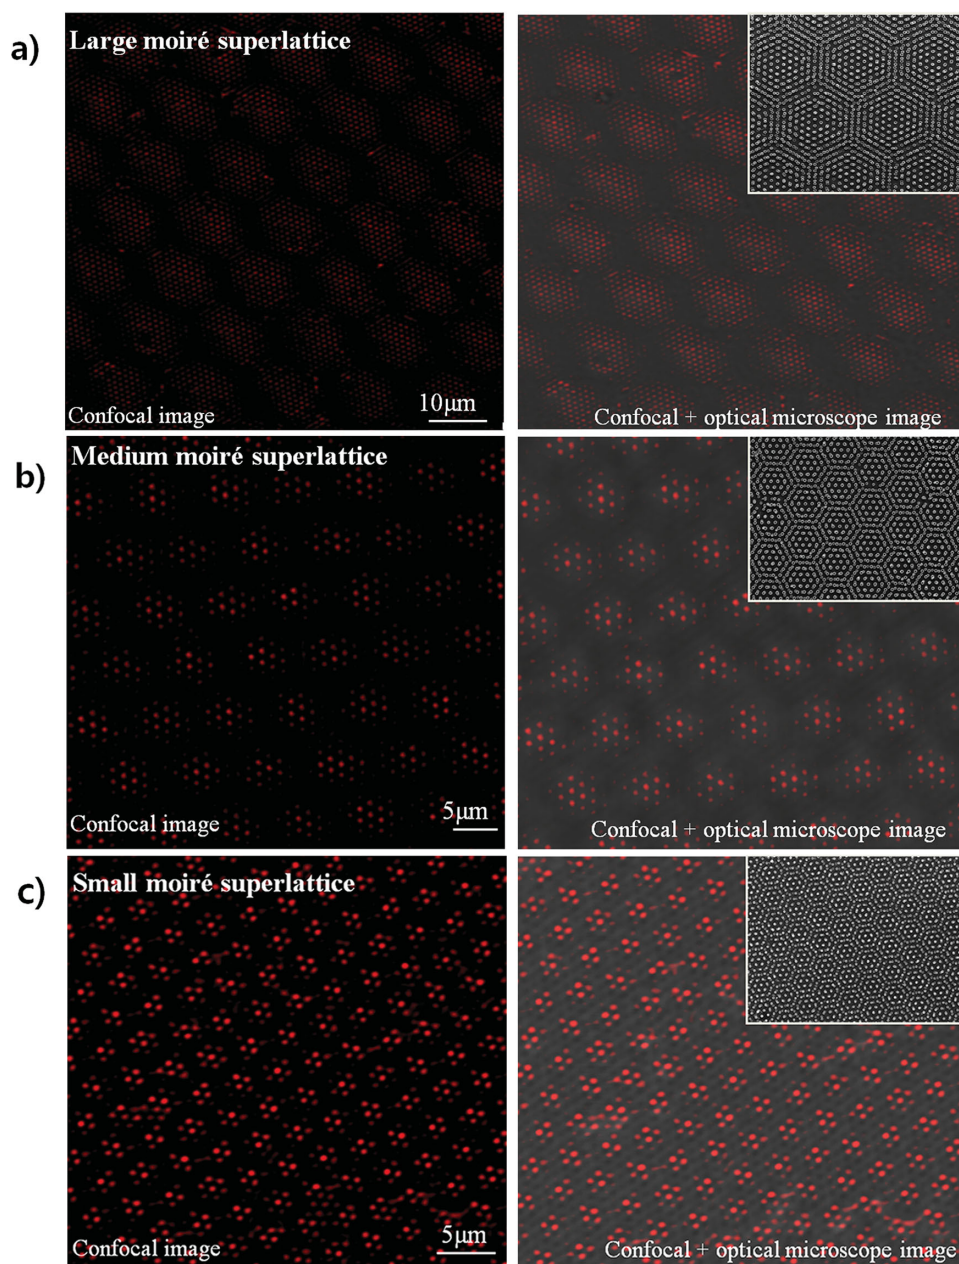 a)
Large moiré superlattice
10μm
Confocal image
Confocal + optical microscope image
b)
Medium moiré superlattice
5μm
Confocal image
Confocal + optical microscope image
c)
Small moiré superlattice
5μm
Confocal image
Confocal + optical microscope image